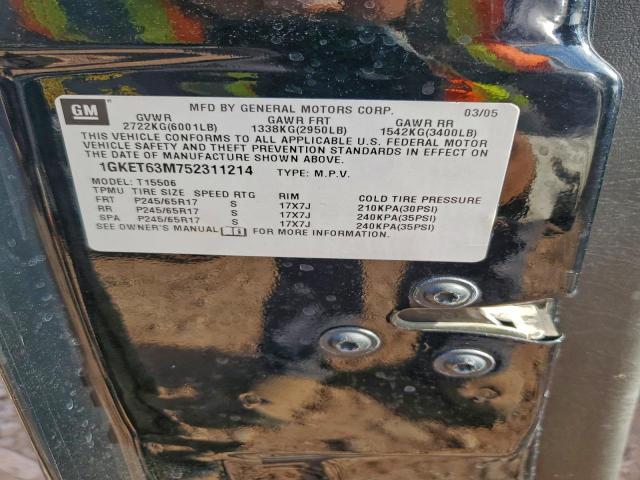 GM
MFD BY GENERAL MOTORS CORP. 03/05
GVWR GAWR FRT GAWR RR
2722KG(6001LB) 1338KG(2950LB) 1542KG(3400LB)
THIS VEHICLE CONFORMS TO ALL APPLICABLE U.S. FEDERAL MOTOR
VEHICLE SAFETY AND THEFT PREVENTION STANDARDS IN EFFECT ON
THE DATE OF MANUFACTURE SHOWN ABOVE.
1GKET63M752311214 TYPE: M.P.V.
MODEL: T15506
TPMU TIRE SIZE SPEED RTG RIM COLD TIRE PRESSURE
FRT P245/65R17 S 17X7J 210KPA(30PSI)
RR P245/65R17 S 17X7J 240KPA(35PSI)
SPA P245/65R17 S 17X7J 240KPA(35PSI)
SEE OWNER'S MANUAL FOR MORE INFORMATION.